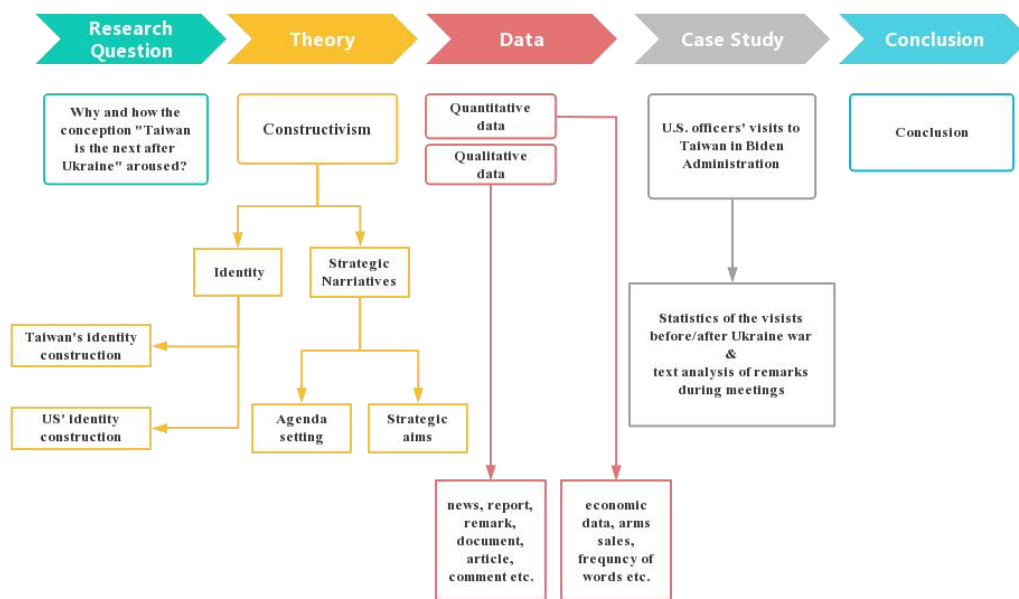 Research
Question
Theory
Data
Case Study
Conclusion
Why and how the
conception "Taiwan
is the next after
Ukraine" aroused?
Constructivism
Identity
Strategic
Narriatives
Taiwan's identity
construction
US' identity
construction
Agenda
setting
Strategic
aims
Quantitative
data
Qualitative
data
news, report,
remark,
document,
article,
comment etc.
economic
data, arms
sales,
frequncy of
words etc.
U.S. officers' visits to
Taiwan in Biden
Administration
Statistics of the visists
before/after Ukraine war
&
text analysis of remarks
during meetings
Conclusion